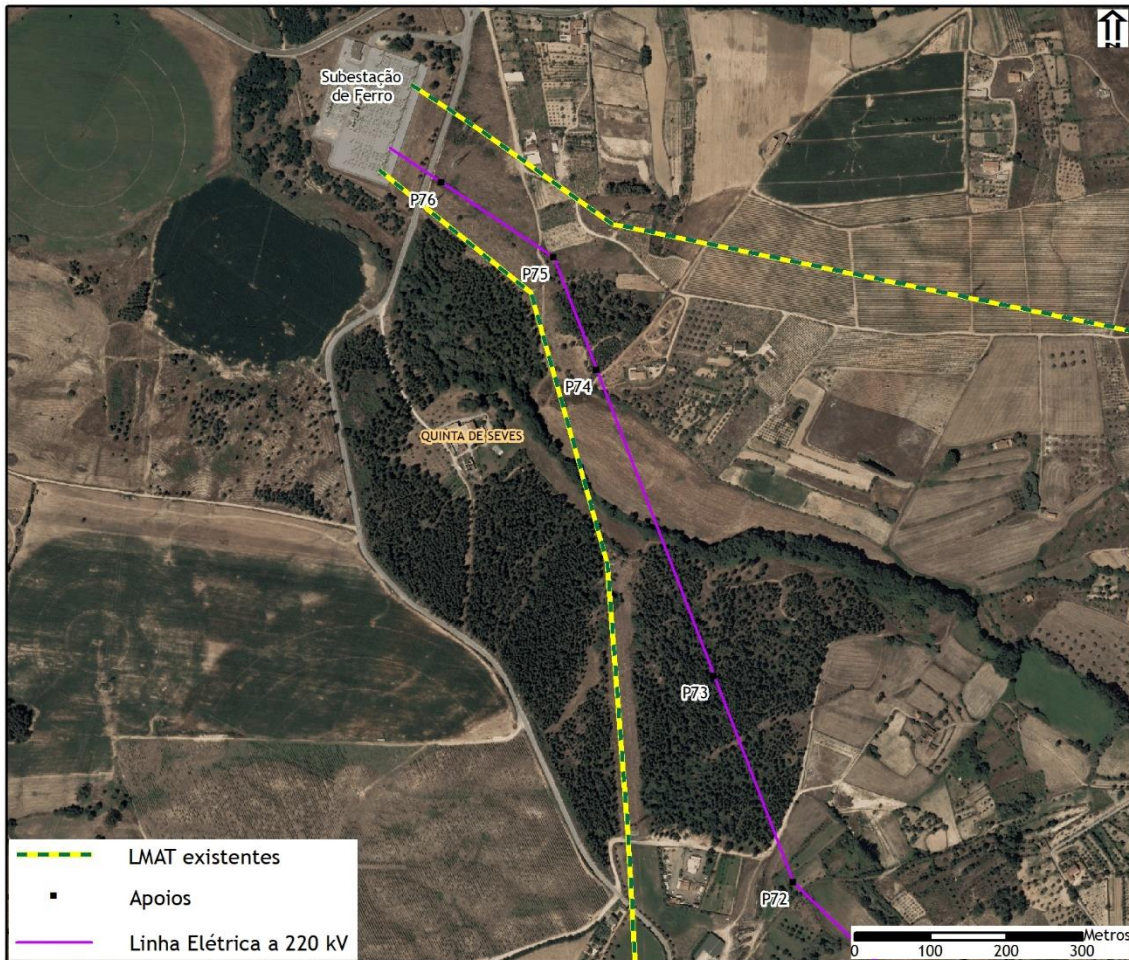 N
Subestação
de Ferro
P76
P75
P74
QUINTA DE SEVES
P73
P72
LMAT existentes
Apoios
Linha Elétrica a 220 kV
Metros
0
100
200
300